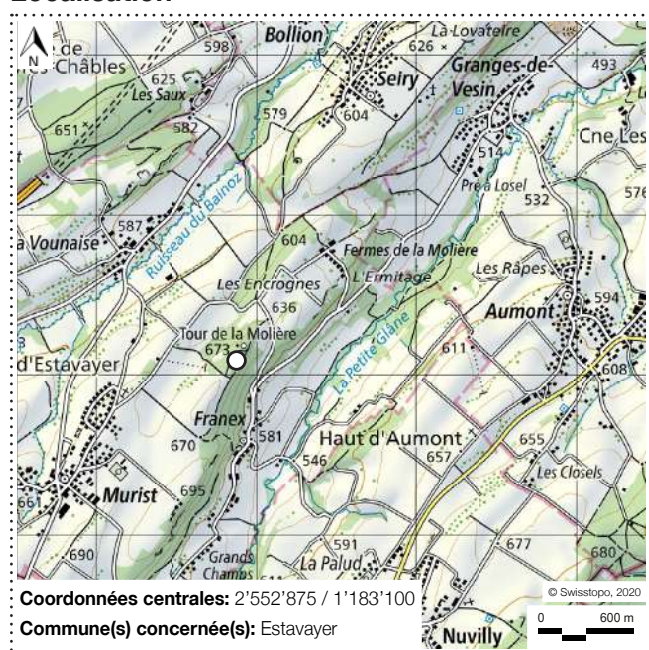 Localisation
N
598
Bollion
626
La Lovateire
de
es Châbles
Granges-de-
Vesin
493
625
Les Saux
Seiry
579
604
Cne Les
651
582
514
Pré à Losel
532
576
587
a Vounaise
Ruisseau du Bainoz
604
Fermes de la Molière
L'Ermitage
Les Râpes
Les Encrognes
636
Aumont
594
Tour de la Molière
673
La Petite Glâne
611
d'Estavayer
608
Franex
581
Haut d'Aumont
670
657
655
546
Les Closels
695
Murist
661
677
591
690
Grands
Champs
La Palud
680
Coordonnées centrales: 2'552'875 / 1'183'100
© Swisstopo, 2020
Commune(s) concernée(s): Estavayer
0 600 m
Nuvilly